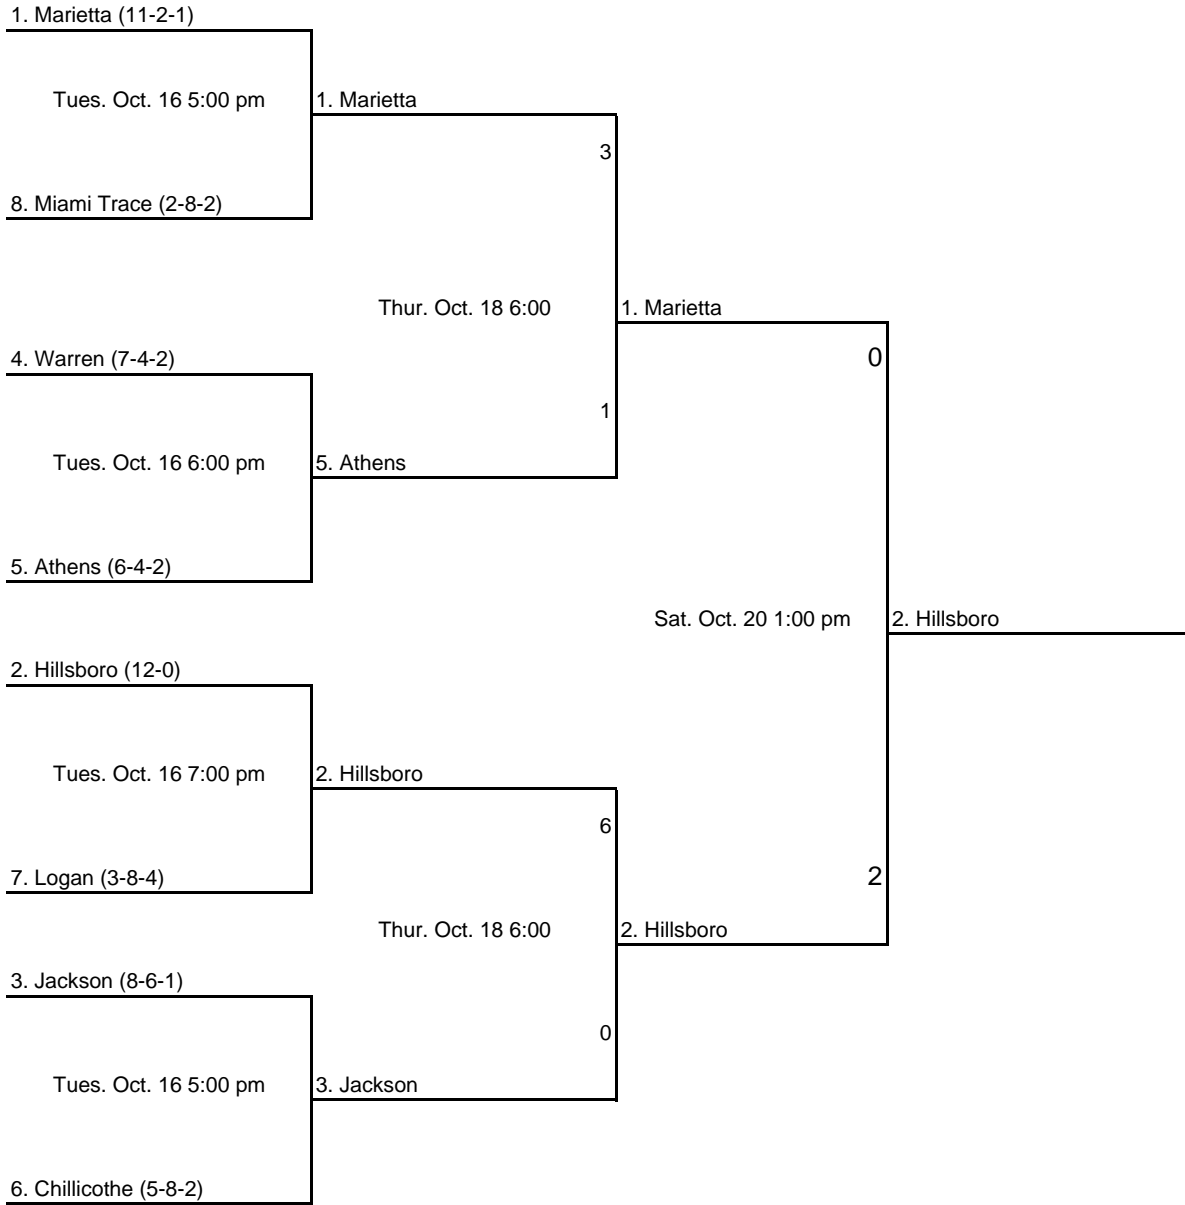 1. Marietta (11-2-1)
Tues. Oct. 16 5:00 pm
1. Marietta
3
8. Miami Trace (2-8-2)
Thur. Oct. 18 6:00
1. Marietta
4. Warren (7-4-2)
0
1
Tues. Oct. 16 6:00 pm
5. Athens
5. Athens (6-4-2)
Sat. Oct. 20 1:00 pm
2. Hillsboro
2. Hillsboro (12-0)
Tues. Oct. 16 7:00 pm
2. Hillsboro
6
7. Logan (3-8-4)
2
Thur. Oct. 18 6:00
2. Hillsboro
3. Jackson (8-6-1)
0
Tues. Oct. 16 5:00 pm
3. Jackson
6. Chillicothe (5-8-2)